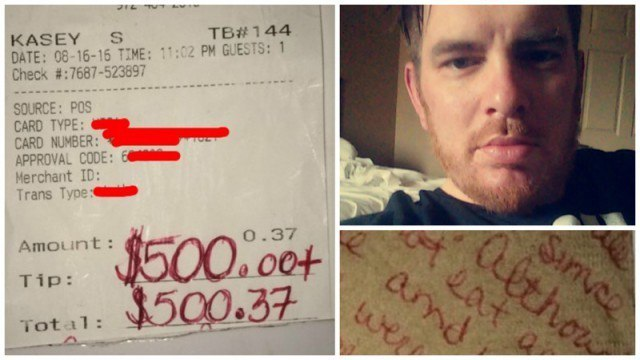 KASEY S TB#144
DATE: 08-16-16 TIME: 11:02 PM GUESTS: 1
Check #:7687-523897
SOURCE: POS
CARD TYPE:
CARD NUMBER:
APPROVAL CODE: 6
Merchant ID:
Trans Type:
Amount: 0.37
Tip: $500.00+
Total: $500.37
Since
eat Althou
and